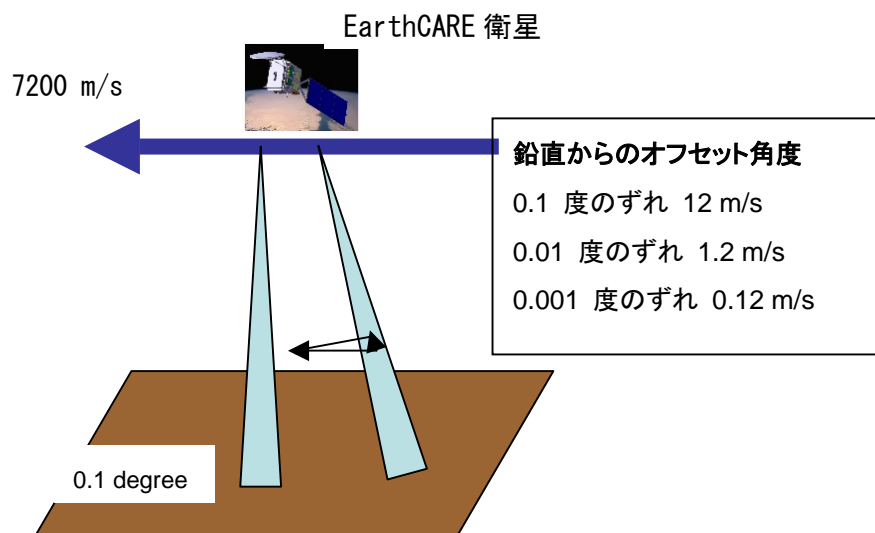 EarthCARE 衛星
7200 m/s
鉛直からのオフセット角度
0.1 度のずれ 12 m/s
0.01 度のずれ 1.2 m/s
0.001 度のずれ 0.12 m/s
0.1 degree